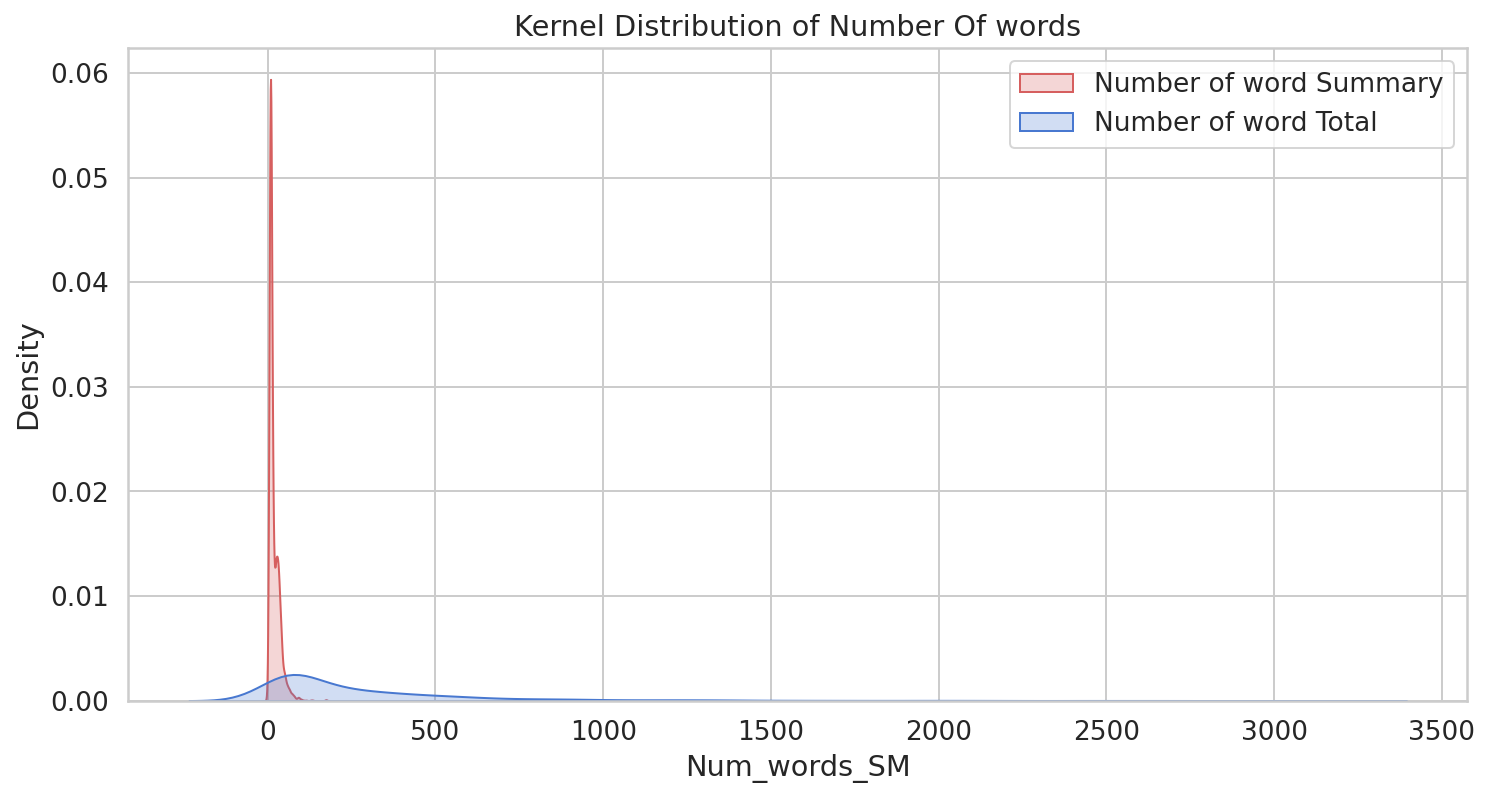 Kernel Distribution of Number Of words
Number of word Summary
Number of word Total
0.06
0.05
0.04
0.03
0.02
0.01
0.00
Density
0 500 1000 1500 2000 2500 3000 3500
Num_words_SM